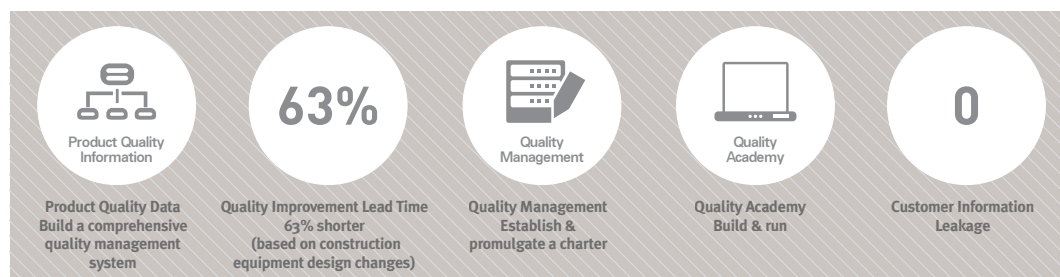 Product Quality
Information
Product Quality Data
Build a comprehensive
quality management
system
63%
Quality Improvement Lead Time
63% shorter
(based on construction
equipment design changes)
Quality
Management
Quality Management
Establish &
promulgate a charter
Quality
Academy
Quality Academy
Build & run
0
Customer Information
Leakage